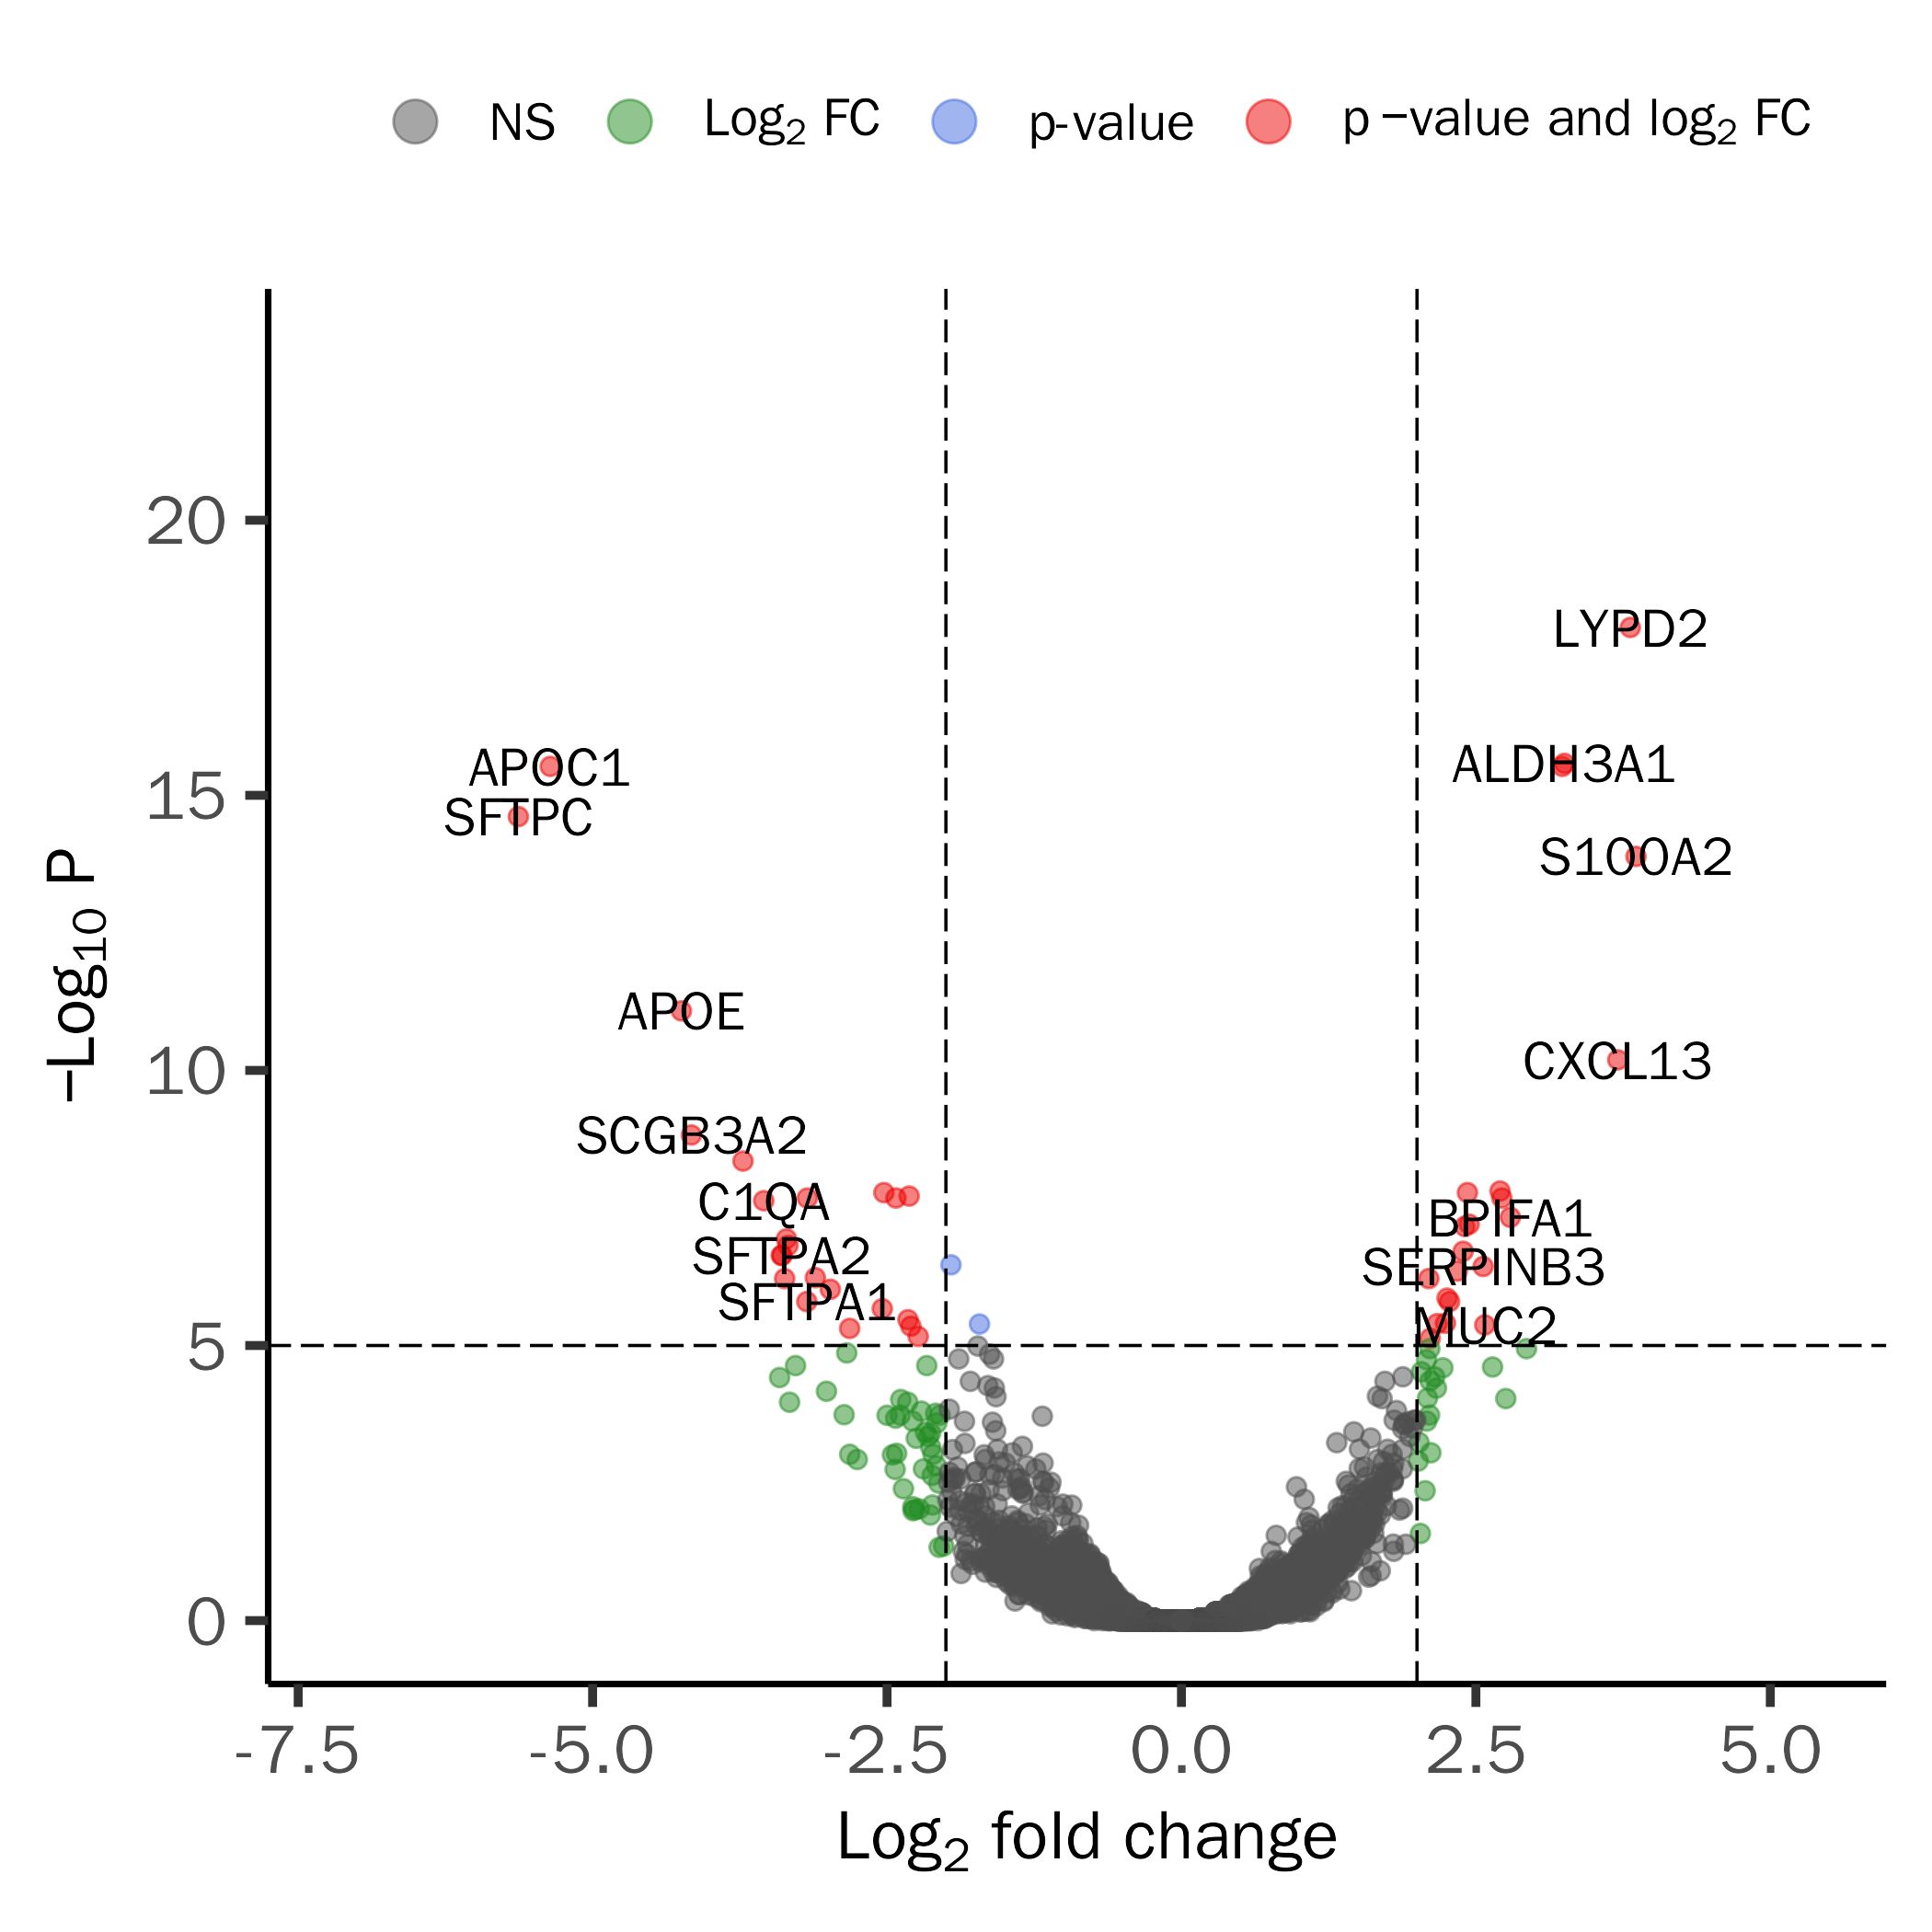 NS Log2 FC p-value p −value and log2 FC
20
15
10
5
0
−Log10 P
LYPD2
APOC1
ALDH3A1
SFTPC
S100A2
APOE
CXCL13
SCGB3A2
C1QA
BPIFA1
SFTPA2
SERPINB3
SFTPA1
MUC2
-7.5 -5.0 -2.5 0.0 2.5 5.0
Log2 fold change